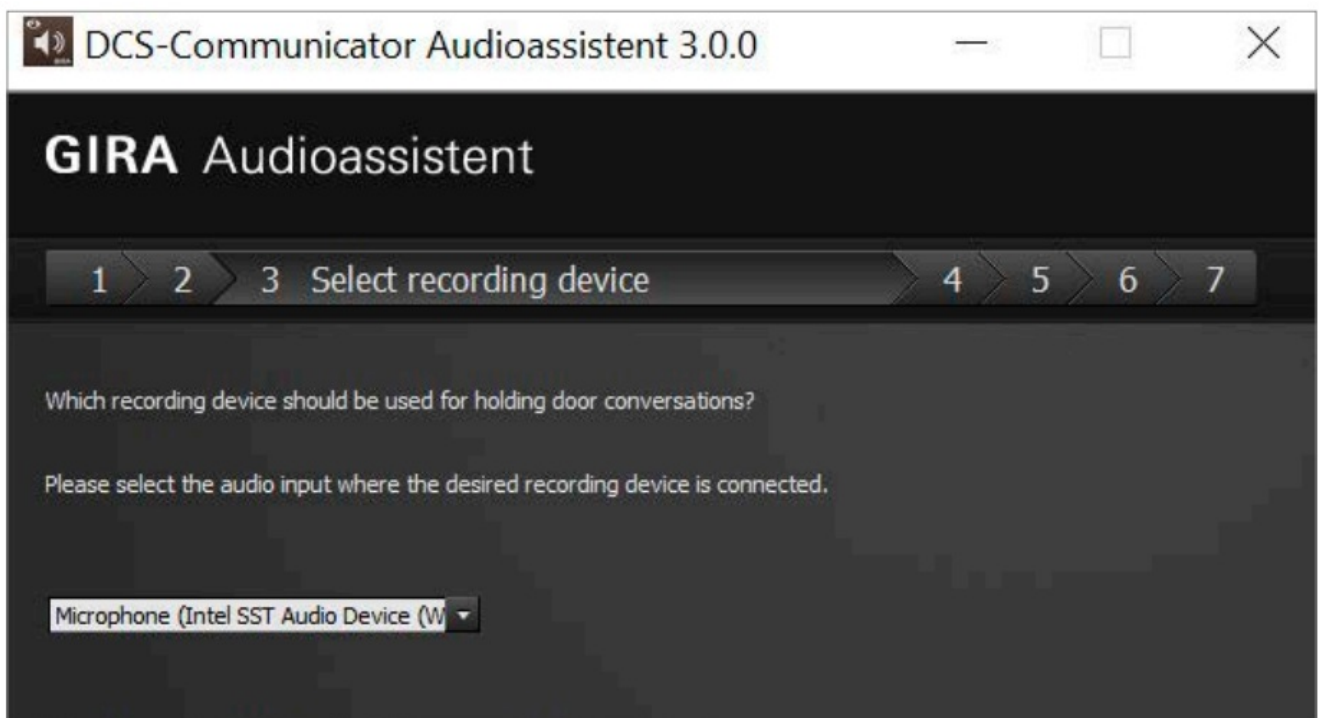 DCS-Communicator Audioassistent 3.0.0
GIRA Audioassistent
1 2 3 Select recording device 4 5 6 7
Which recording device should be used for holding door conversations?
Please select the audio input where the desired recording device is connected.
Microphone (Intel SST Audio Device (W